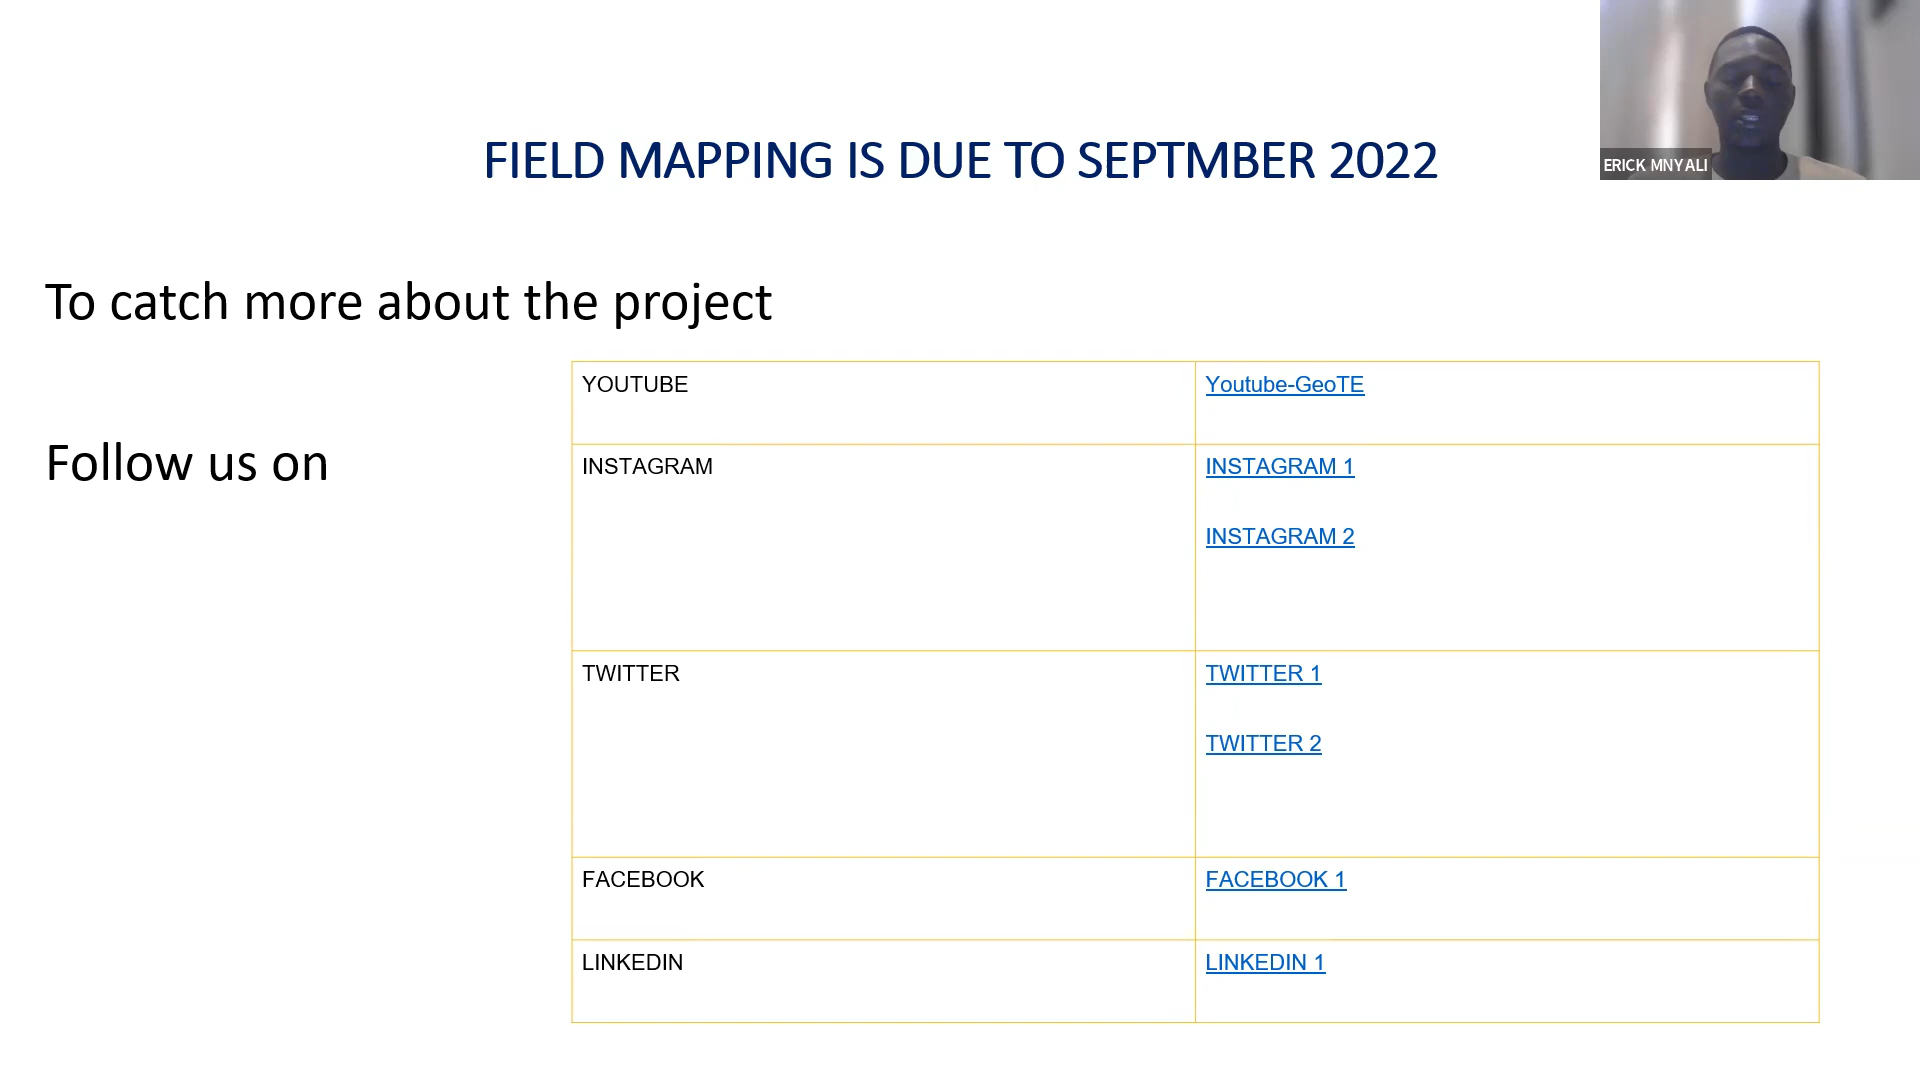 FIELD MAPPING IS DUE TO SEPTMBER 2022
ERICK MNYALI
To catch more about the project
Follow us on
YOUTUBE
Youtube-GeoTE
INSTAGRAM
INSTAGRAM 1
INSTAGRAM 2
TWITTER
TWITTER 1
TWITTER 2
FACEBOOK
FACEBOOK 1
LINKEDIN
LINKEDIN 1